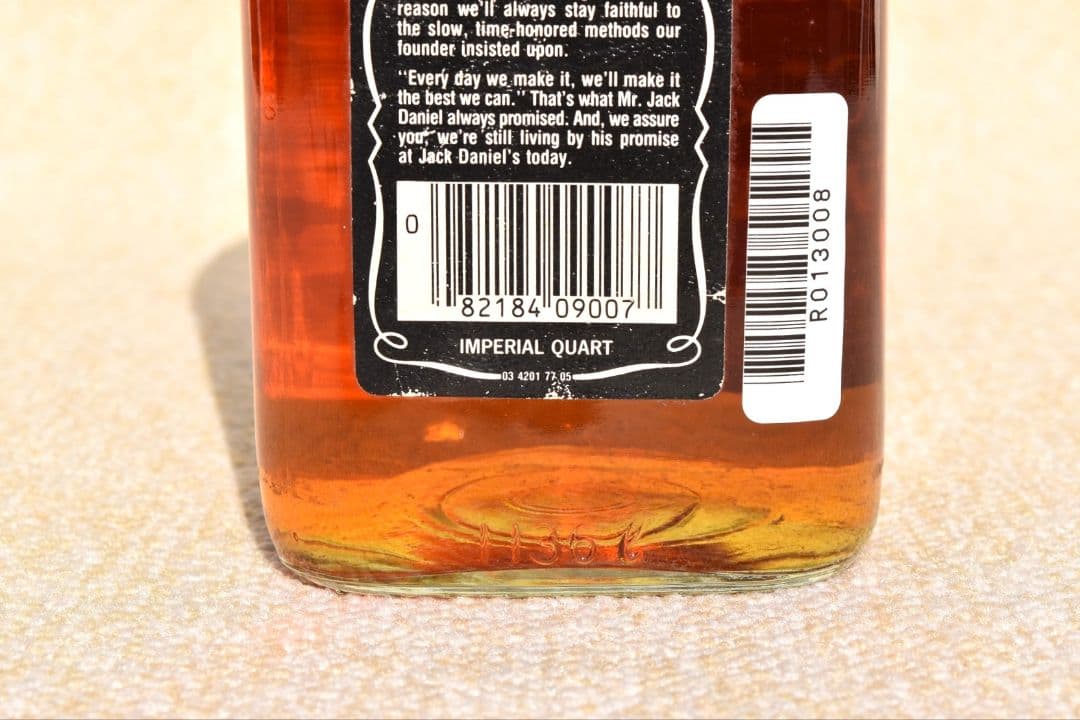 reason we'll always stay faithful to
the slow, time-honored methods our
founder insisted upon.
"Every day we make it, we'll make it
the best we can." That's what Mr. Jack
Daniel always promised. And, we assure
you, we're still living by his promise
at Jack Daniel's today.
0
82184 09007
IMPERIAL QUART
03 4201 77 05
R013008